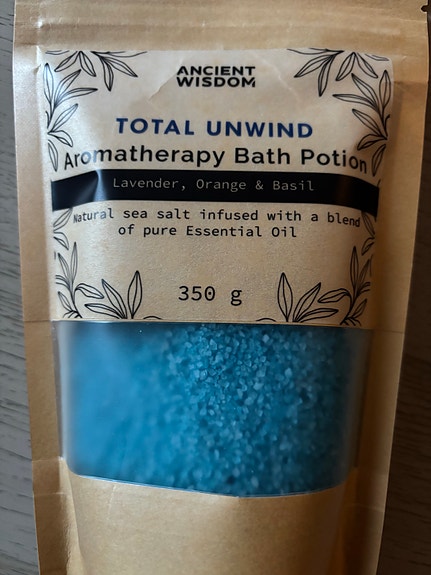 ANCIENT
WISDOM
TOTAL UNWIND
Aromatherapy Bath Potion
Lavender, Orange & Basil
Natural sea salt infused with a blend
of pure Essential Oil
350 g